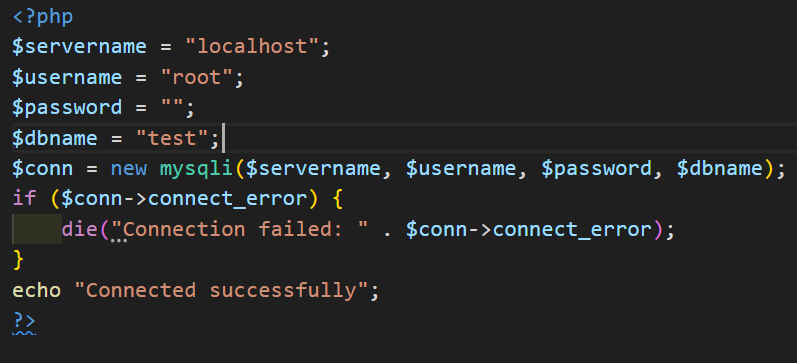 <?php
$servername = "localhost";
$username = "root";
$password = "";
$dbname = "test";
$conn = new mysqli($servername, $username, $password, $dbname);
if ($conn->connect_error) {
    die("Connection failed: " . $conn->connect_error);
}
echo "Connected successfully";
?>